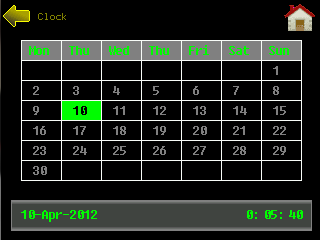 Clock
Mon Thu Wed Thu Fri Sat Sun
1
2 3 4 5 6 7 8
9 10 11 12 13 14 15
16 17 18 19 20 21 22
23 24 25 26 27 28 29
30
10-Apr-2012 0: 05: 40